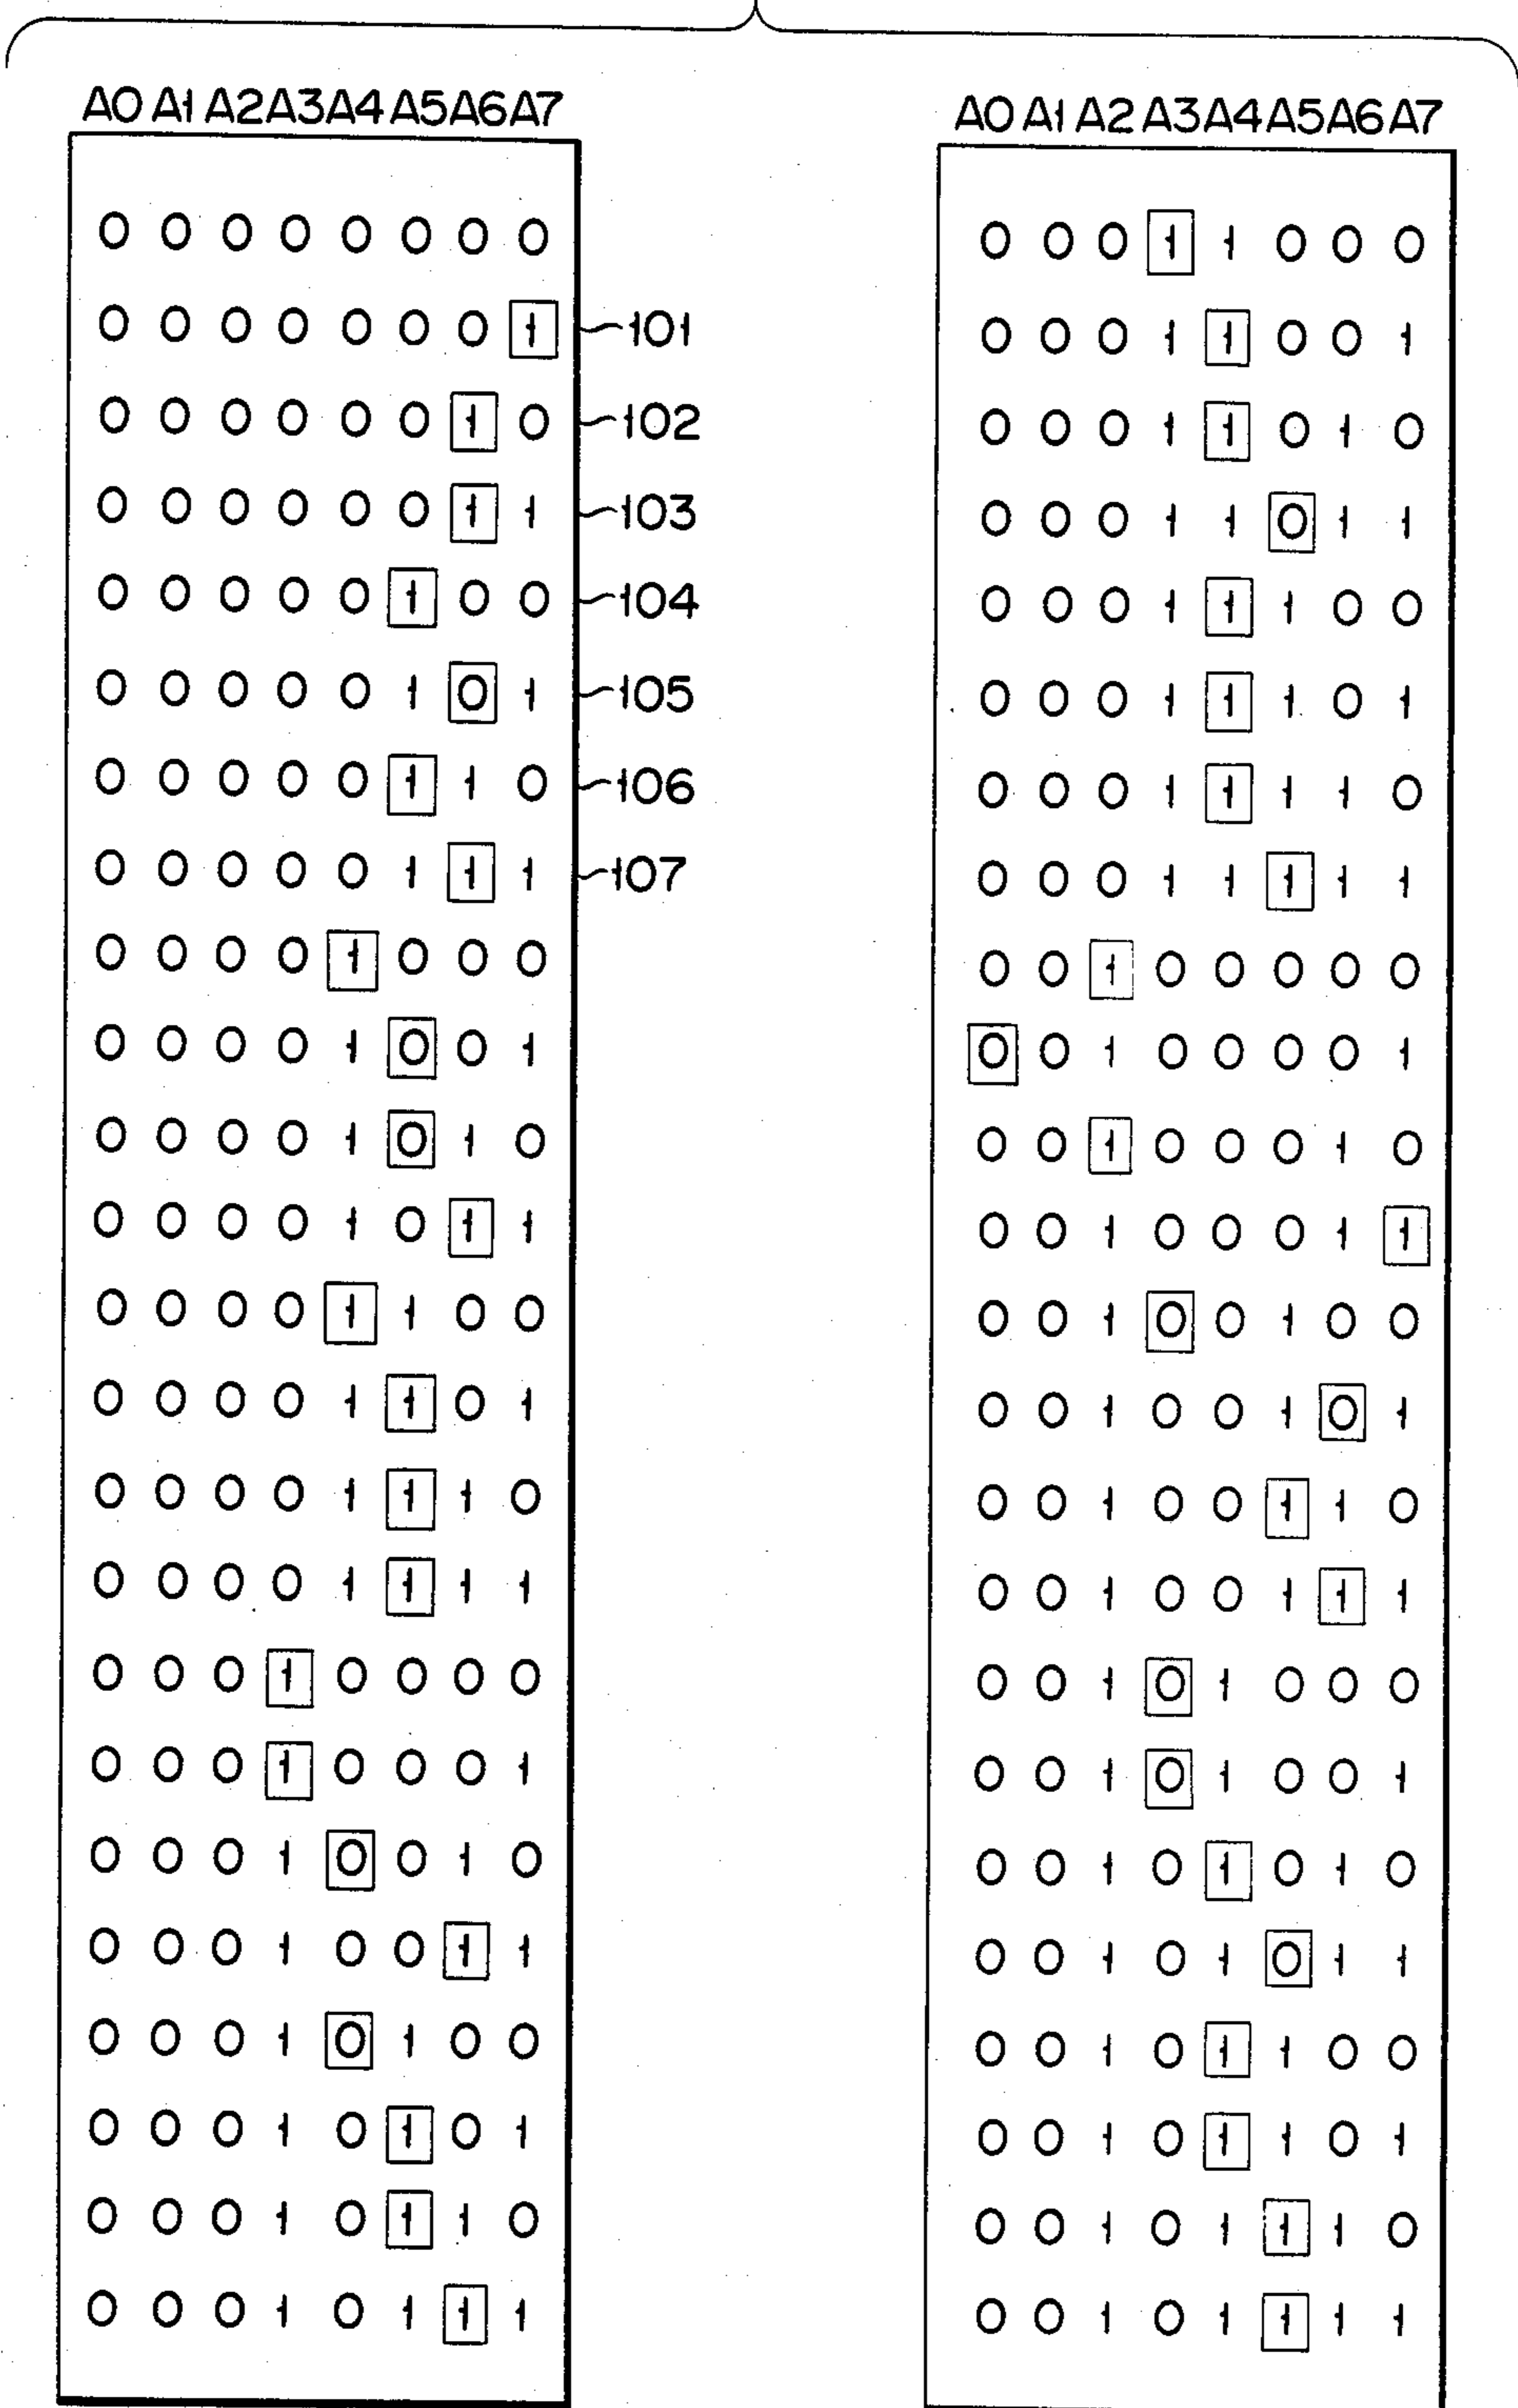 A0 A1 A2 A3 A4 A5 A6 A7
0 0 0 0 0 0 0 0
0 0 0 0 0 0 0 1 101
0 0 0 0 0 0 1 0 102
0 0 0 0 0 0 1 1 103
0 0 0 0 0 1 0 0 104
0 0 0 0 0 1 0 1 105
0 0 0 0 0 1 1 0 106
0 0 0 0 0 1 1 1 107
0 0 0 0 1 0 0 0
0 0 0 0 1 0 0 1
0 0 0 0 1 0 1 0
0 0 0 0 1 0 1 1
0 0 0 0 1 1 0 0
0 0 0 0 1 1 0 1
0 0 0 0 1 1 1 0
0 0 0 0 1 1 1 1
0 0 0 1 0 0 0 0
0 0 0 1 0 0 0 1
0 0 0 1 0 0 1 0
0 0 0 1 0 0 1 1
0 0 0 1 0 1 0 0
0 0 0 1 0 1 0 1
0 0 0 1 0 1 1 0
0 0 0 1 0 1 1 1
A0 A1 A2 A3 A4 A5 A6 A7
0 0 0 1 1 0 0 0
0 0 0 1 1 0 0 1
0 0 0 1 1 0 1 0
0 0 0 1 1 0 1 1
0 0 0 1 1 1 0 0
0 0 0 1 1 1 0 1
0 0 0 1 1 1 1 0
0 0 0 1 1 1 1 1
0 0 1 0 0 0 0 0
0 0 1 0 0 0 0 1
0 0 1 0 0 0 1 0
0 0 1 0 0 0 1 1
0 0 1 0 0 1 0 0
0 0 1 0 0 1 0 1
0 0 1 0 0 1 1 0
0 0 1 0 0 1 1 1
0 0 1 0 1 0 0 0
0 0 1 0 1 0 0 1
0 0 1 0 1 0 1 0
0 0 1 0 1 0 1 1
0 0 1 0 1 1 0 0
0 0 1 0 1 1 0 1
0 0 1 0 1 1 1 0
0 0 1 0 1 1 1 1